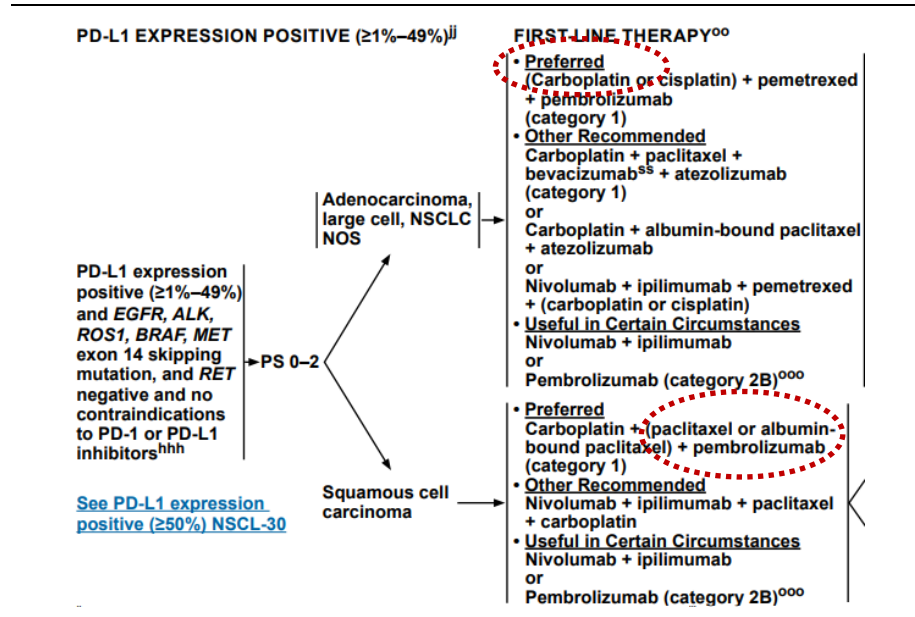 PD-L1 EXPRESSION POSITIVE (≥1%–49%)jj
FIRST-LINE THERAPYoo
PD-L1 expression
positive (≥1%–49%)
and EGFR, ALK,
ROS1, BRAF, MET
exon 14 skipping
mutation, and RET
negative and no
contraindications
to PD-1 or PD-L1
inhibitorshhh
See PD-L1 expression
positive (≥50%) NSCL-30
PS 0–2
Adenocarcinoma,
large cell, NSCLC
NOS
• Preferred
(Carboplatin or cisplatin) + pemetrexed
+ pembrolizumab
(category 1)
• Other Recommended
Carboplatin + paclitaxel +
bevacizumabss + atezolizumab
(category 1)
or
Carboplatin + albumin-bound paclitaxel
+ atezolizumab
or
Nivolumab + ipilimumab + pemetrexed
+ (carboplatin or cisplatin)
• Useful in Certain Circumstances
Nivolumab + ipilimumab
or
Pembrolizumab (category 2B)ooo
Squamous cell
carcinoma
• Preferred
Carboplatin + (paclitaxel or albumin-
bound paclitaxel) + pembrolizumab
(category 1)
• Other Recommended
Nivolumab + ipilimumab + paclitaxel
+ carboplatin
• Useful in Certain Circumstances
Nivolumab + ipilimumab
or
Pembrolizumab (category 2B)ooo